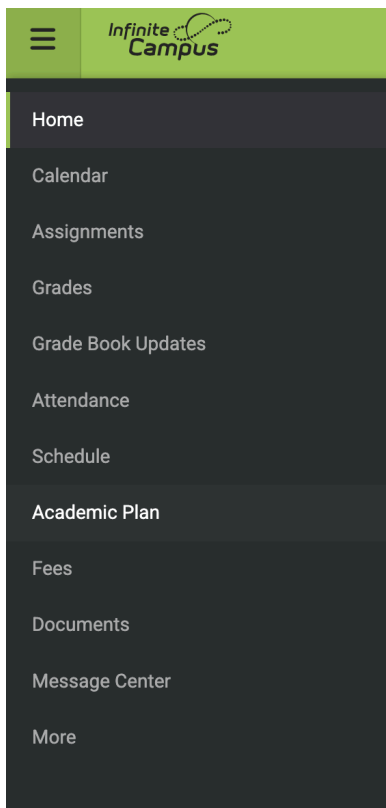 Infinite
Campus
Home
Calendar
Assignments
Grades
Grade Book Updates
Attendance
Schedule
Academic Plan
Fees
Documents
Message Center
More